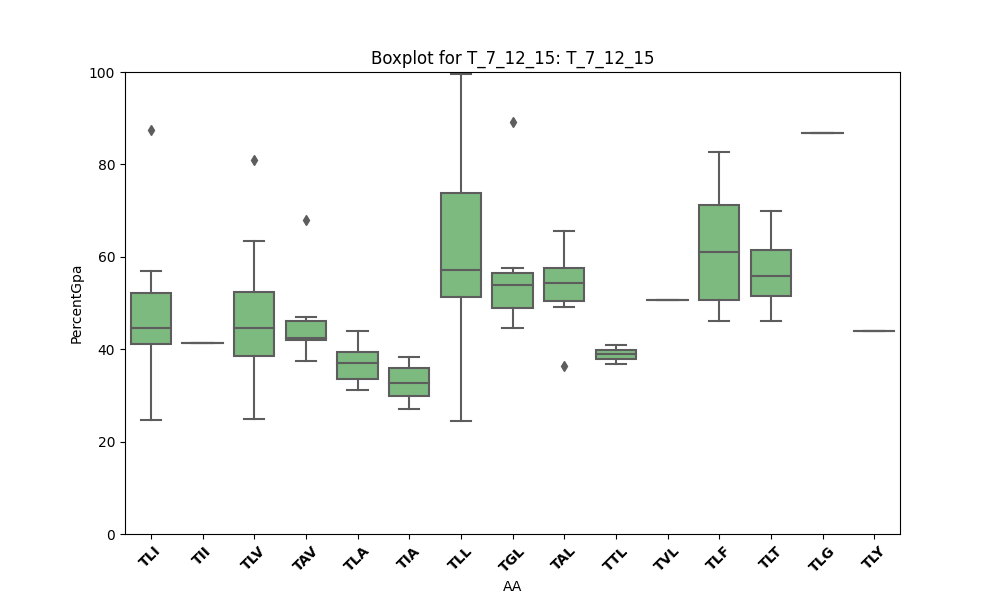 Boxplot for T_7_12_15: T_7_12_15
100
80
60
40
20
0
PercentGpa
TLI TII TLV TAV TLA TIA TLL TGL TAL TTL TVL TLF TLT TLG TLY
AA